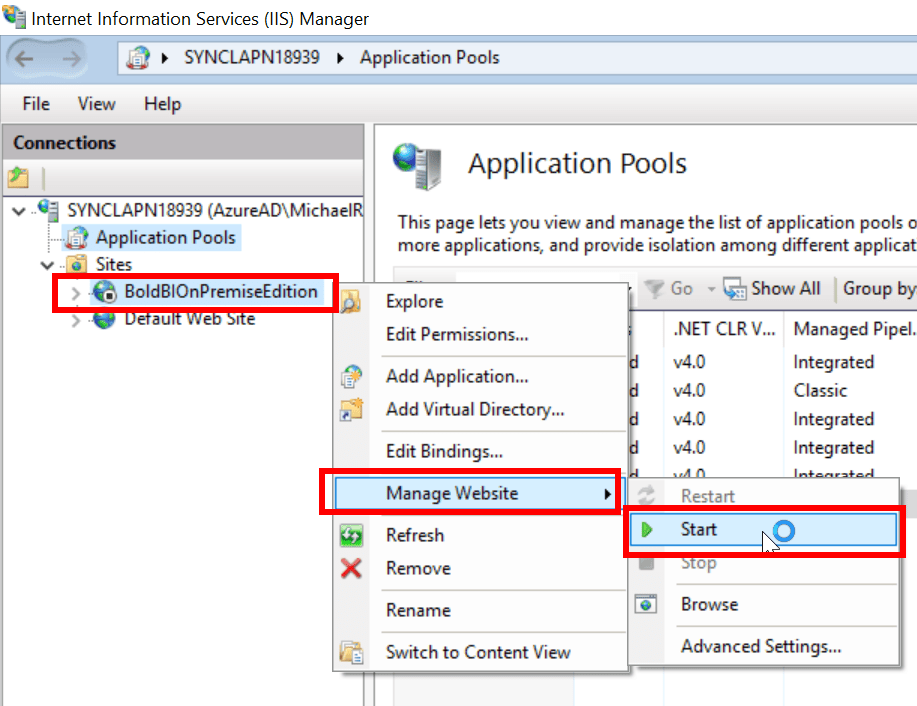 Internet Information Services (IIS) Manager
SYNCLAPN18939
Application Pools
File View Help
Connections
SYNCLAPN18939 (AzureAD\MichaelR
Application Pools
Sites
BoldBIOnPremiseEdition
Default Web Site
Application Pools
This page lets you view and manage the list of application pools o
more applications, and provide isolation among different applicat
Go Show All Group by
.NET CLR V... Managed Pipel.
v4.0 Integrated
v4.0 Classic
v4.0 Integrated
v4.0 Integrated
v4.0 Integrated
Explore
Edit Permissions...
Add Application...
Add Virtual Directory...
Edit Bindings...
Manage Website
Refresh
Remove
Rename
Switch to Content View
Restart
Start
Stop
Browse
Advanced Settings...